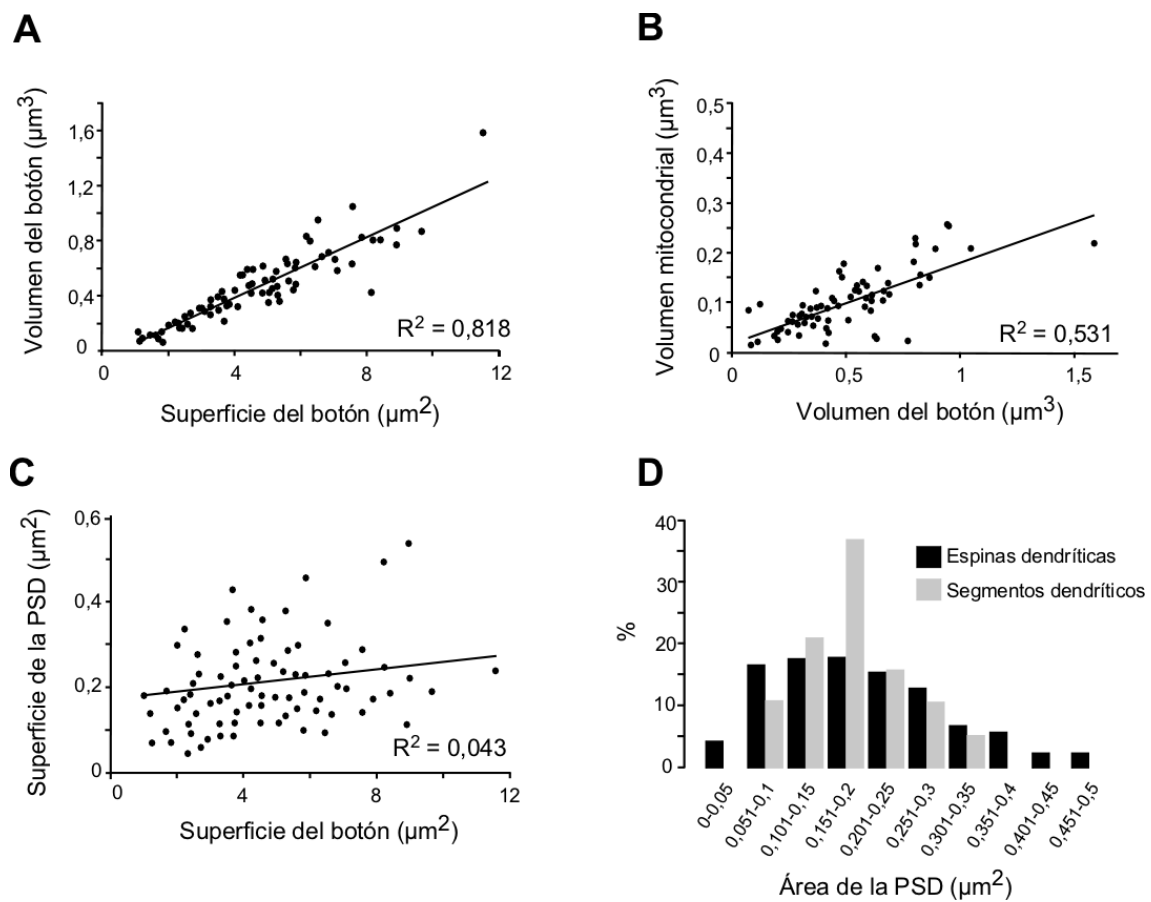 A
Volumen del botón (µm3)
1,6
1,2
0,8
0,4
0
R2 = 0,818
0 4 8 12
Superficie del botón (µm2)
B
Volumen mitocondrial (µm3)
0,5
0,4
0,3
0,2
0,1
0
R2 = 0,531
0 0,5 1 1,5
Volumen del botón (µm3)
C
Superficie de la PSD (µm2)
0,6
0,4
0,2
0
R2 = 0,043
0 4 8 12
Superficie del botón (µm2)
D
%
40
30
20
10
0
Espinas dendríticas
Segmentos dendríticos
0-0,05
0,051-0,1
0,101-0,15
0,151-0,2
0,201-0,25
0,251-0,3
0,301-0,35
0,351-0,4
0,401-0,45
0,451-0,5
Área de la PSD (µm2)